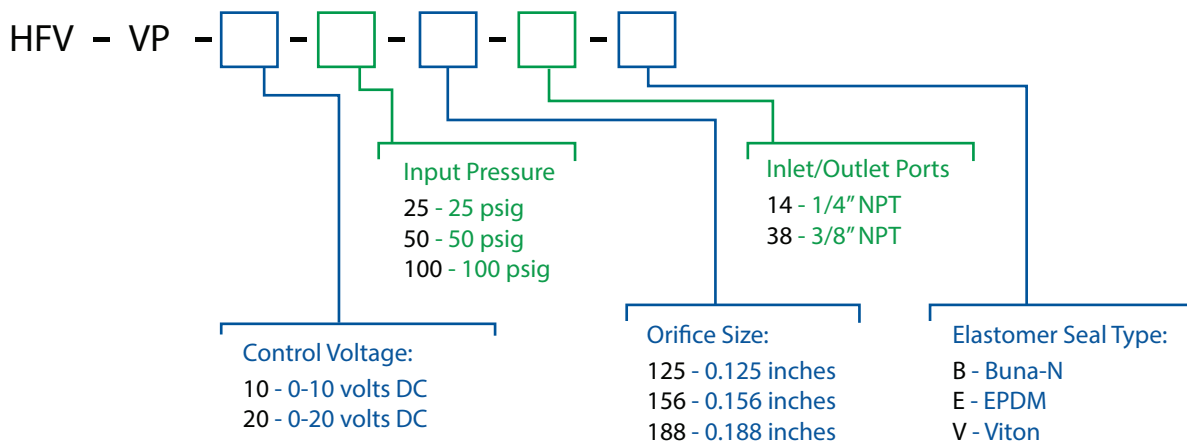 HFV - VP - - - - -
Input Pressure
25 - 25 psig
50 - 50 psig
100 - 100 psig
Inlet/Outlet Ports
14 - 1/4” NPT
38 - 3/8” NPT
Control Voltage:
10 - 0-10 volts DC
20 - 0-20 volts DC
Orifice Size:
125 - 0.125 inches
156 - 0.156 inches
188 - 0.188 inches
Elastomer Seal Type:
B - Buna-N
E - EPDM
V - Viton